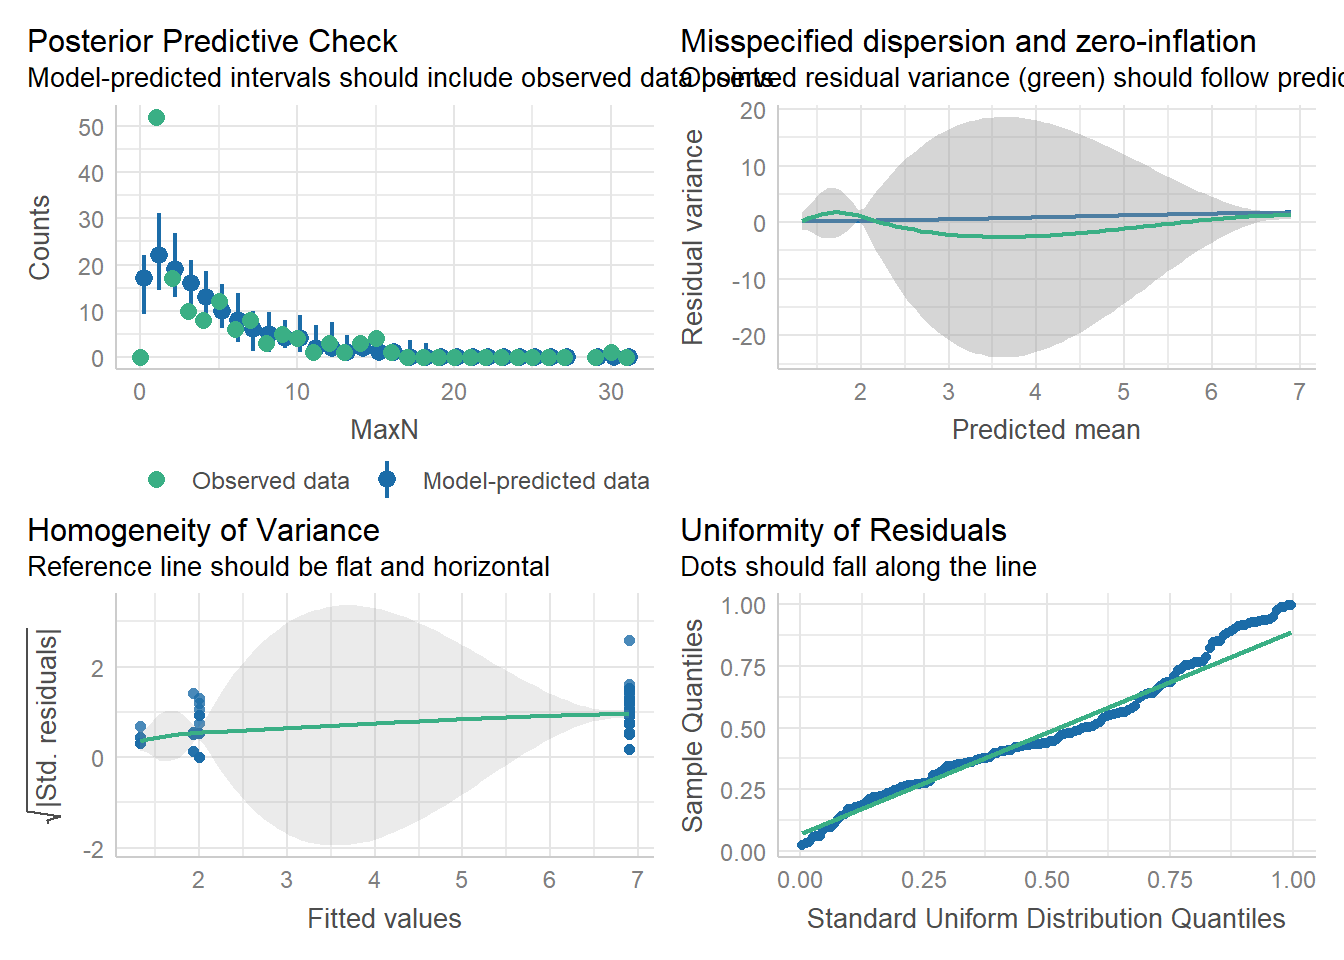 Posterior Predictive Check
Model-predicted intervals should include observed data points
Counts
50
40
30
20
10
0
0 10 20 30
MaxN
Observed data Model-predicted data
Misspecified dispersion and zero-inflation
Observed residual variance (green) should follow predic
Residual variance
20
10
0
-10
-20
2 3 4 5 6 7
Predicted mean
Homogeneity of Variance
Reference line should be flat and horizontal
√|Std. residuals|
2
0
-2
2 3 4 5 6 7
Fitted values
Uniformity of Residuals
Dots should fall along the line
Sample Quantiles
1.00
0.75
0.50
0.25
0.00
0.00 0.25 0.50 0.75 1.00
Standard Uniform Distribution Quantiles